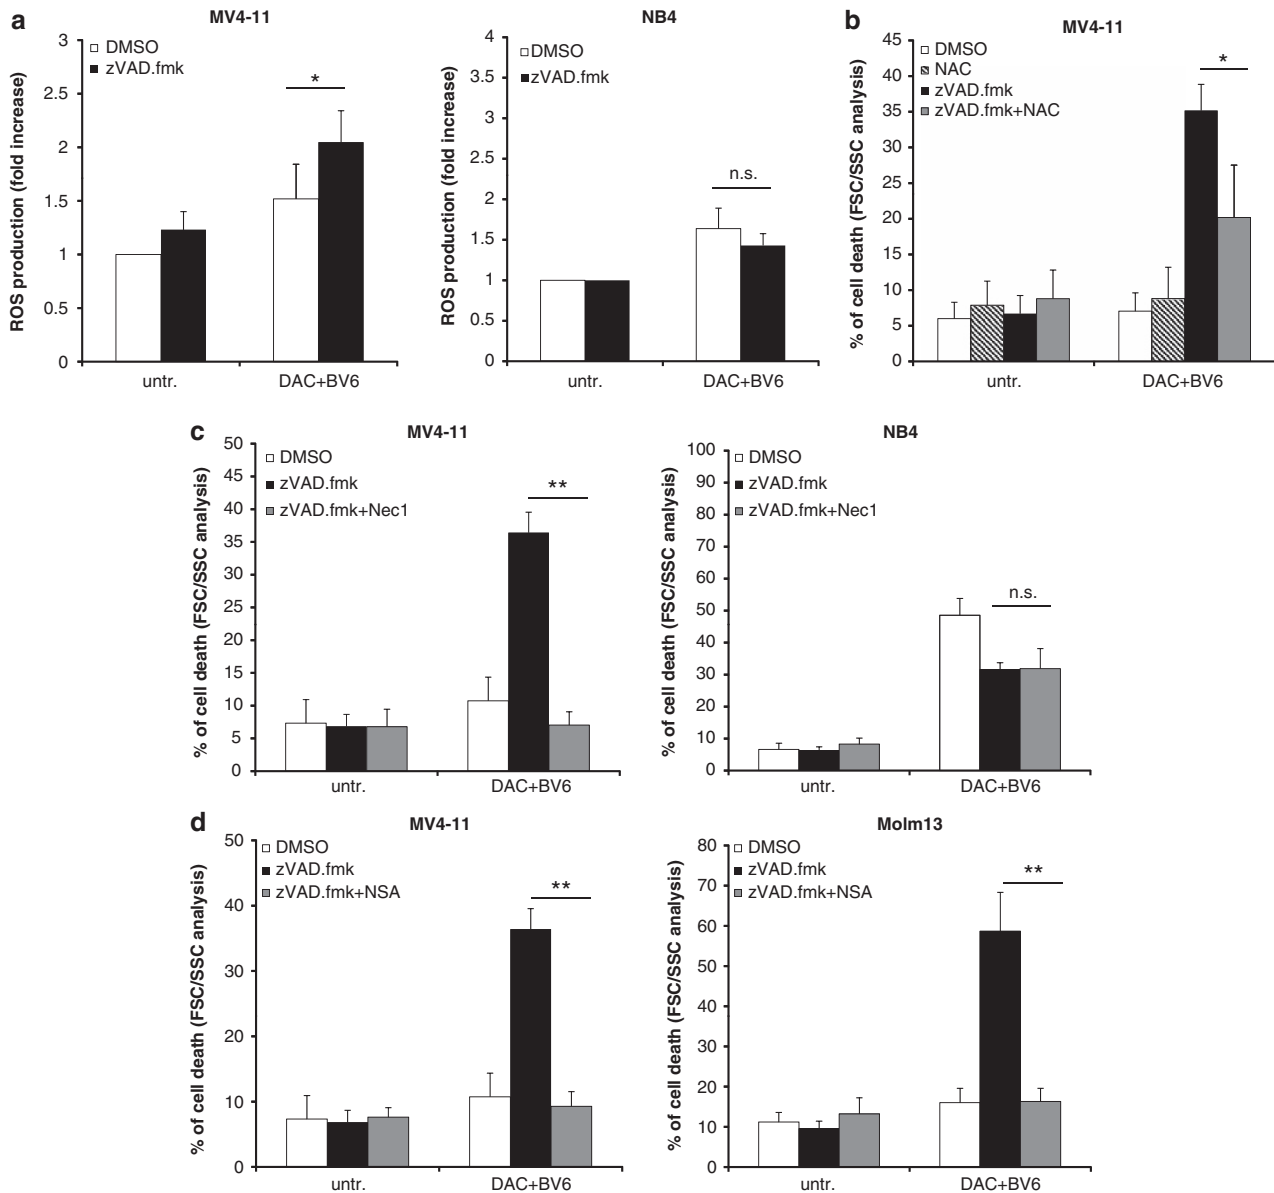 a
MV4-11
ROS production (fold increase)
3
2.5
2
1.5
1
0.5
0
DMSO
zVAD.fmk
*
untr.
DAC+BV6
NB4
ROS production (fold increase)
4
3.5
3
2.5
2
1.5
1
0.5
0
DMSO
zVAD.fmk
n.s.
untr.
DAC+BV6
b
MV4-11
% of cell death (FSC/SSC analysis)
45
40
35
30
25
20
15
10
5
0
DMSO
NAC
zVAD.fmk
zVAD.fmk+NAC
*
untr.
DAC+BV6
c
MV4-11
% of cell death (FSC/SSC analysis)
50
45
40
35
30
25
20
15
10
5
0
DMSO
zVAD.fmk
zVAD.fmk+Nec1
**
untr.
DAC+BV6
NB4
% of cell death (FSC/SSC analysis)
100
90
80
70
60
50
40
30
20
10
0
DMSO
zVAD.fmk
zVAD.fmk+Nec1
n.s.
untr.
DAC+BV6
d
MV4-11
% of cell death (FSC/SSC analysis)
50
40
30
20
10
0
DMSO
zVAD.fmk
zVAD.fmk+NSA
**
untr.
DAC+BV6
Molm13
% of cell death (FSC/SSC analysis)
80
70
60
50
40
30
20
10
0
DMSO
zVAD.fmk
zVAD.fmk+NSA
**
untr.
DAC+BV6